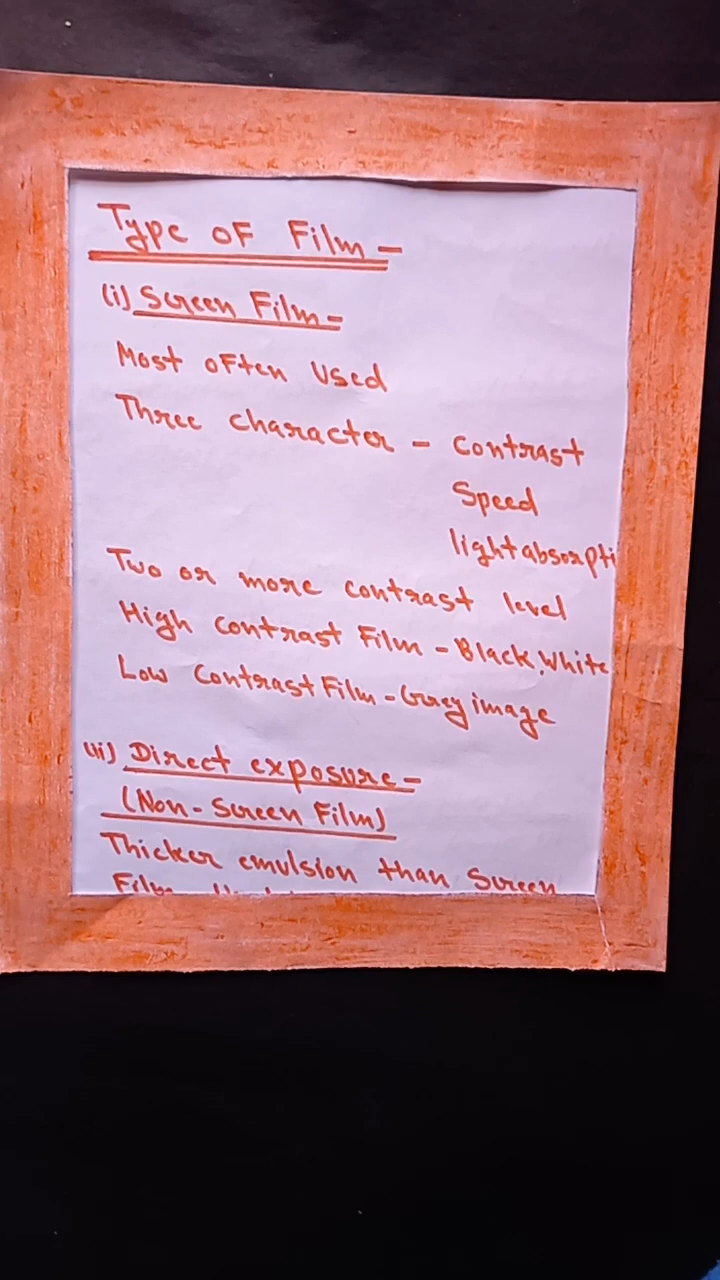 Type of Film -
(i) Screen Film -
Most often used
Three character - contrast
Speed
light absorpti
Two or more contrast level
High contrast Film - Black, White
Low Contrast Film - Grey image
(ii) Direct exposure -
(Non-Screen Film)
Thicker emulsion than Screen
Film